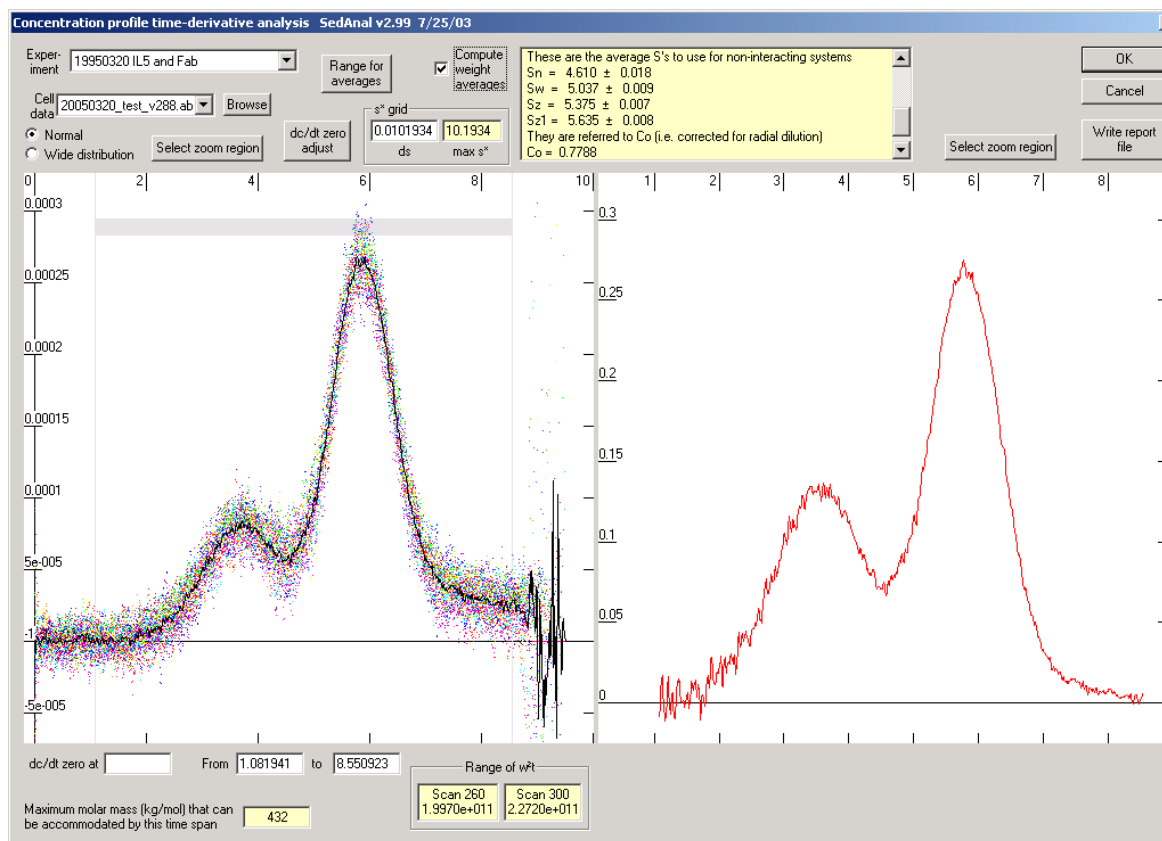 Concentration profile time-derivative analysis SedAnal v2.99 7/25/03
Exper-
iment
19950320 IL5 and Fab
Range for
averages
Compute
weight
averages
These are the average S's to use for non-interacting systems
Sn = 4.610 ± 0.018
Sw = 5.037 ± 0.009
Sz = 5.375 ± 0.007
Sz1 = 5.635 ± 0.008
They are referred to Co (i.e. corrected for radial dilution)
Co = 0.7788
OK
Cancel
Write report
file
Cell
data
20050320_test_v288.ab
Browse
Normal
Wide distribution
Select zoom region
dc/dt zero
adjust
s* grid
0.0101934
10.1934
ds
max s*
Select zoom region
0 2 4 6 8 10
0.0003
0.00025
0.0002
0.00015
0.0001
5e-005
-1
-5e-005
1 2 3 4 5 6 7 8
0.3
0.25
0.2
0.15
0.1
0.05
0
dc/dt zero at
From 1.081941 to 8.550923
Range of w²t
Scan 260
1.9970e+011
Scan 300
2.2720e+011
Maximum molar mass (kg/mol) that can
be accommodated by this time span
432